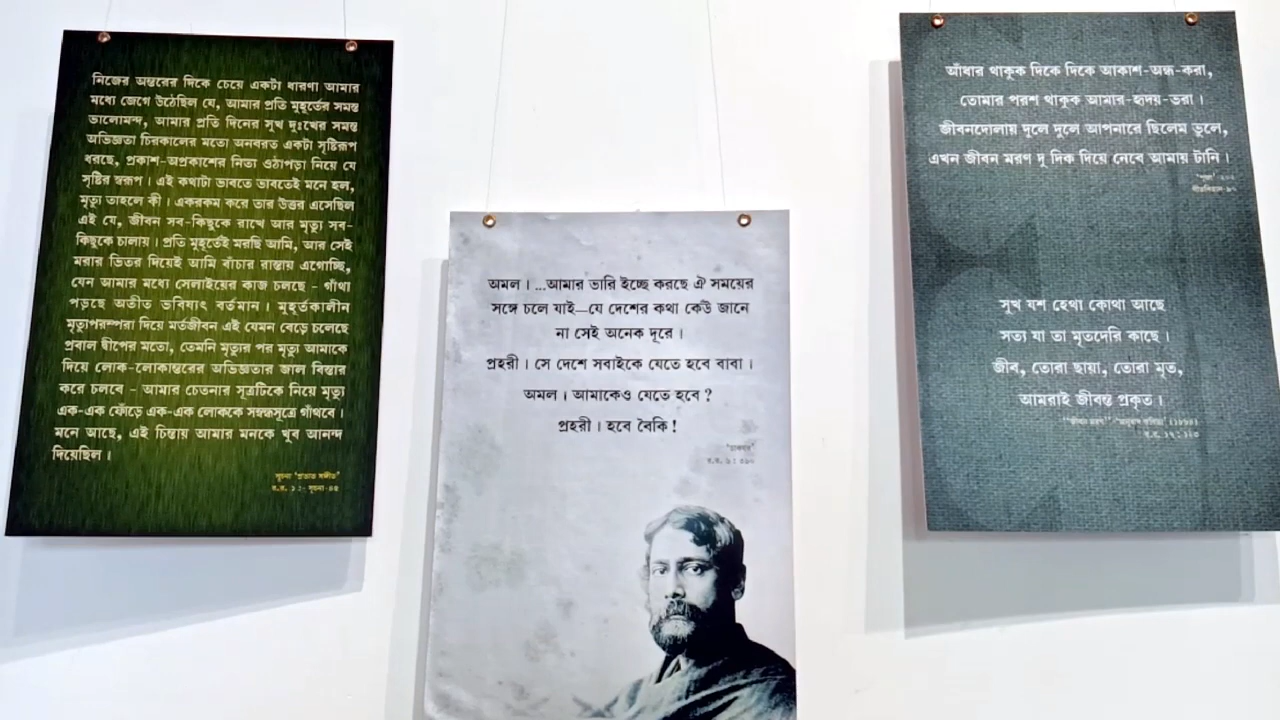 নিজের অন্তরের দিকে চেয়ে একটা ধারণা আমার
মধ্যে জেগে উঠেছিল যে, আমার প্রতি মুহূর্তের সমস্ত
ভালোমন্দ, আমার প্রতি দিনের সুখ দুঃখের সমস্ত
অভিজ্ঞতা চিরকালের মতো অনবরত একটা সৃষ্টিরূপ
ধরছে, প্রকাশ-অপ্রকাশের নিত্য ওঠাপড়া নিয়ে যে
সৃষ্টির স্বরূপ। এই কথাটা ভাবতে ভাবতেই মনে হল,
মৃত্যু তাহলে কী। একরকম করে তার উত্তর এসেছিল
এই যে, জীবন সব-কিছুকে রাখে আর মৃত্যু সব-
কিছুকে চালায়। প্রতি মুহূর্তেই মরছি আমি, আর সেই
মরার ভিতর দিয়েই আমি বাঁচার রাস্তায় এগোচ্ছি,
যেন আমার মধ্যে সেলাইয়ের কাজ চলছে - গাঁথা
পড়ছে অতীত ভবিষ্যৎ বর্তমান। মুহূর্তকালীন
মৃত্যুপরম্পরা দিয়ে মর্তজীবন এই যেমন বেড়ে চলেছে
প্রবাল দ্বীপের মতো, তেমনি মৃত্যুর পর মৃত্যু আমাকে
দিয়ে লোক-লোকান্তরের অভিজ্ঞতার জাল বিস্তার
করে চলবে - আমার চেতনার সূত্রটিকে নিয়ে মৃত্যু
এক-এক ফোঁড়ে এক-এক লোককে সম্বন্ধসূত্রে গাঁথবে।
মনে আছে, এই চিন্তায় আমার মনকে খুব আনন্দ
দিয়েছিল।
সূচনা 'প্রভাত সঙ্গীত'
র.র. ১ :- সূচনা-৪৪
অমল। ...আমার ভারি ইচ্ছে করছে ঐ সময়ের
সঙ্গে চলে যাই—যে দেশের কথা কেউ জানে
না সেই অনেক দূরে।
প্রহরী। সে দেশে সবাইকে যেতে হবে বাবা।
অমল। আমাকেও যেতে হবে?
প্রহরী। হবে বৈকি!
'ডাকঘর'
আঁধার থাকুক দিকে দিকে আকাশ-অন্ধ-করা,
তোমার পরশ থাকুক আমার-হৃদয়-ভরা।
জীবনদোলায় দুলে দুলে আপনারে ছিলেম ভুলে,
এখন জীবন মরণ দু দিক দিয়ে নেবে আমায় টানি।
'পূজা'
সুখ যশ হেথা কোথা আছে
সত্য যা তা মৃতদেরি কাছে।
জীব, তোরা ছায়া, তোরা মৃত,
আমরাই জীবন্ত প্রকৃত।